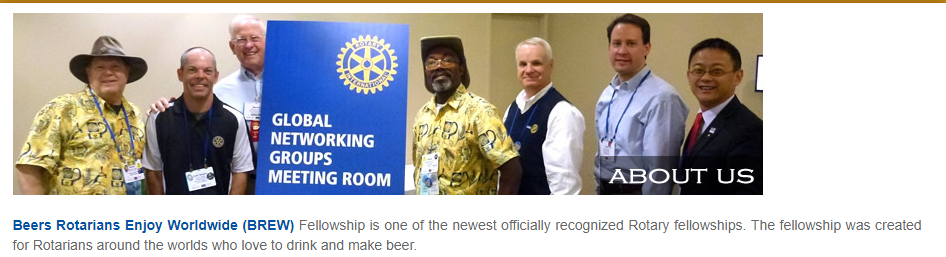 ROTARY
INTERNATIONAL
GLOBAL
NETWORKING
GROUPS
MEETING ROOM
ABOUT US
Beers Rotarians Enjoy Worldwide (BREW) Fellowship is one of the newest officially recognized Rotary fellowships. The fellowship was created
for Rotarians around the worlds who love to drink and make beer.